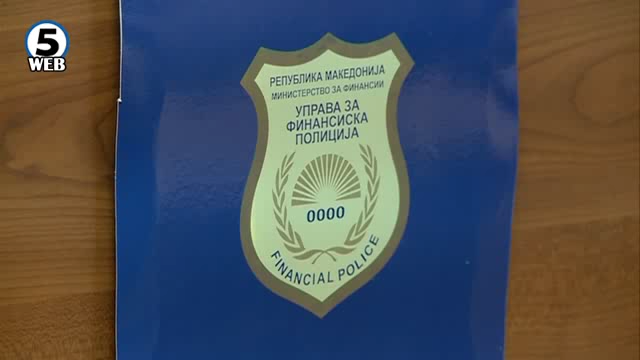 5
WEB
РЕПУБЛИКА МАКЕДОНИЈА
МИНИСТЕРСТВО ЗА ФИНАНСИИ
УПРАВА ЗА
ФИНАНСИСКА
ПОЛИЦИЈА
0000
FINANCIAL POLICE